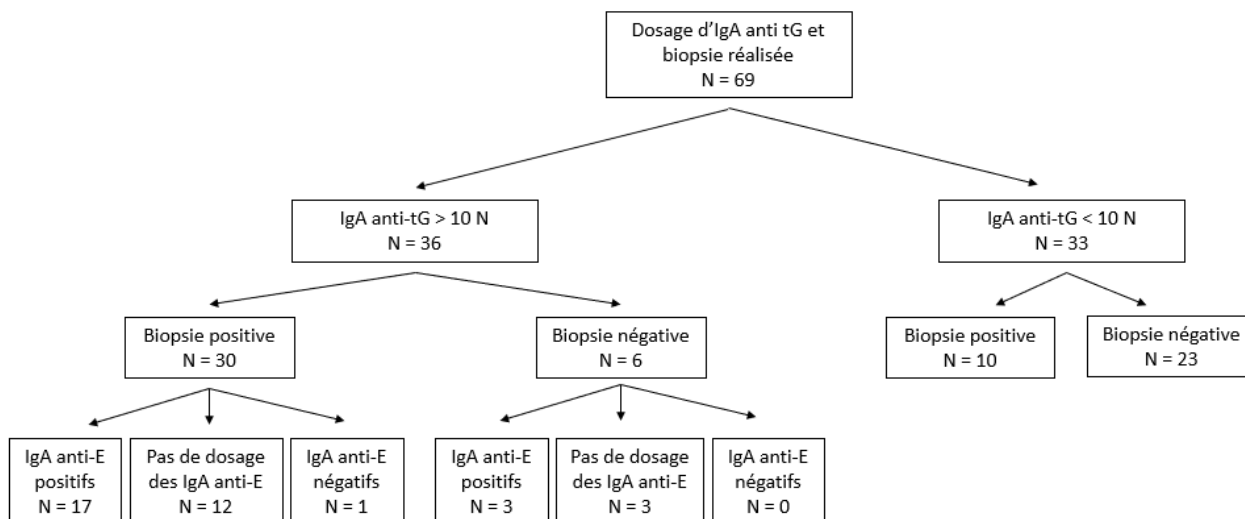 Dosage d'IgA anti tG et
biopsie réalisée
N = 69
IgA anti-tG > 10 N
N = 36
IgA anti-tG < 10 N
N = 33
Biopsie positive
N = 30
Biopsie négative
N = 6
Biopsie positive
N = 10
Biopsie négative
N = 23
IgA anti-E
positifs
N = 17
Pas de dosage
des IgA anti-E
N = 12
IgA anti-E
négatifs
N = 1
IgA anti-E
positifs
N = 3
Pas de dosage
des IgA anti-E
N = 3
IgA anti-E
négatifs
N = 0